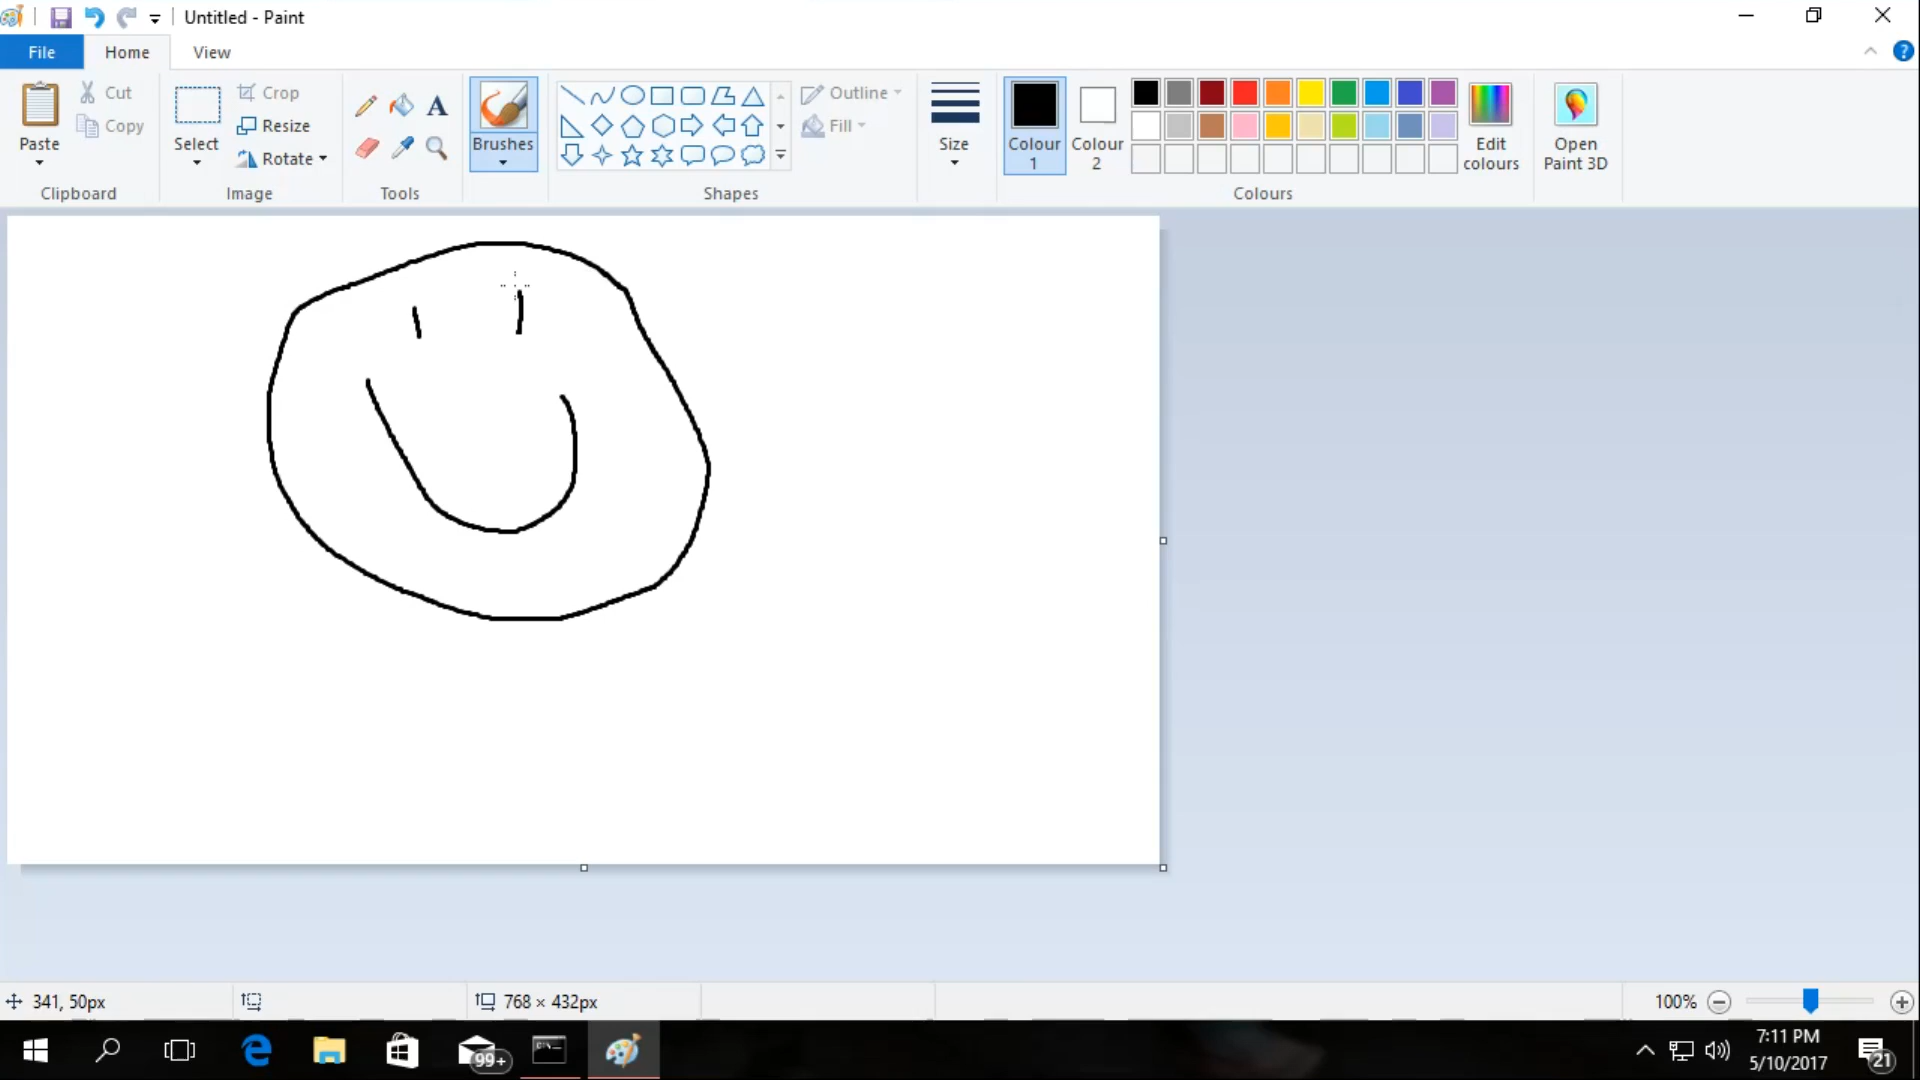 Untitled - Paint
File Home View
Paste Cut Copy
Select Crop Resize Rotate
A
Brushes
Outline Fill
Size
Colour 1
Colour 2
Edit colours
Open Paint 3D
Clipboard Image Tools Shapes Colours
341, 50px 768 × 432px 100%
99+
7:11 PM
5/10/2017
21